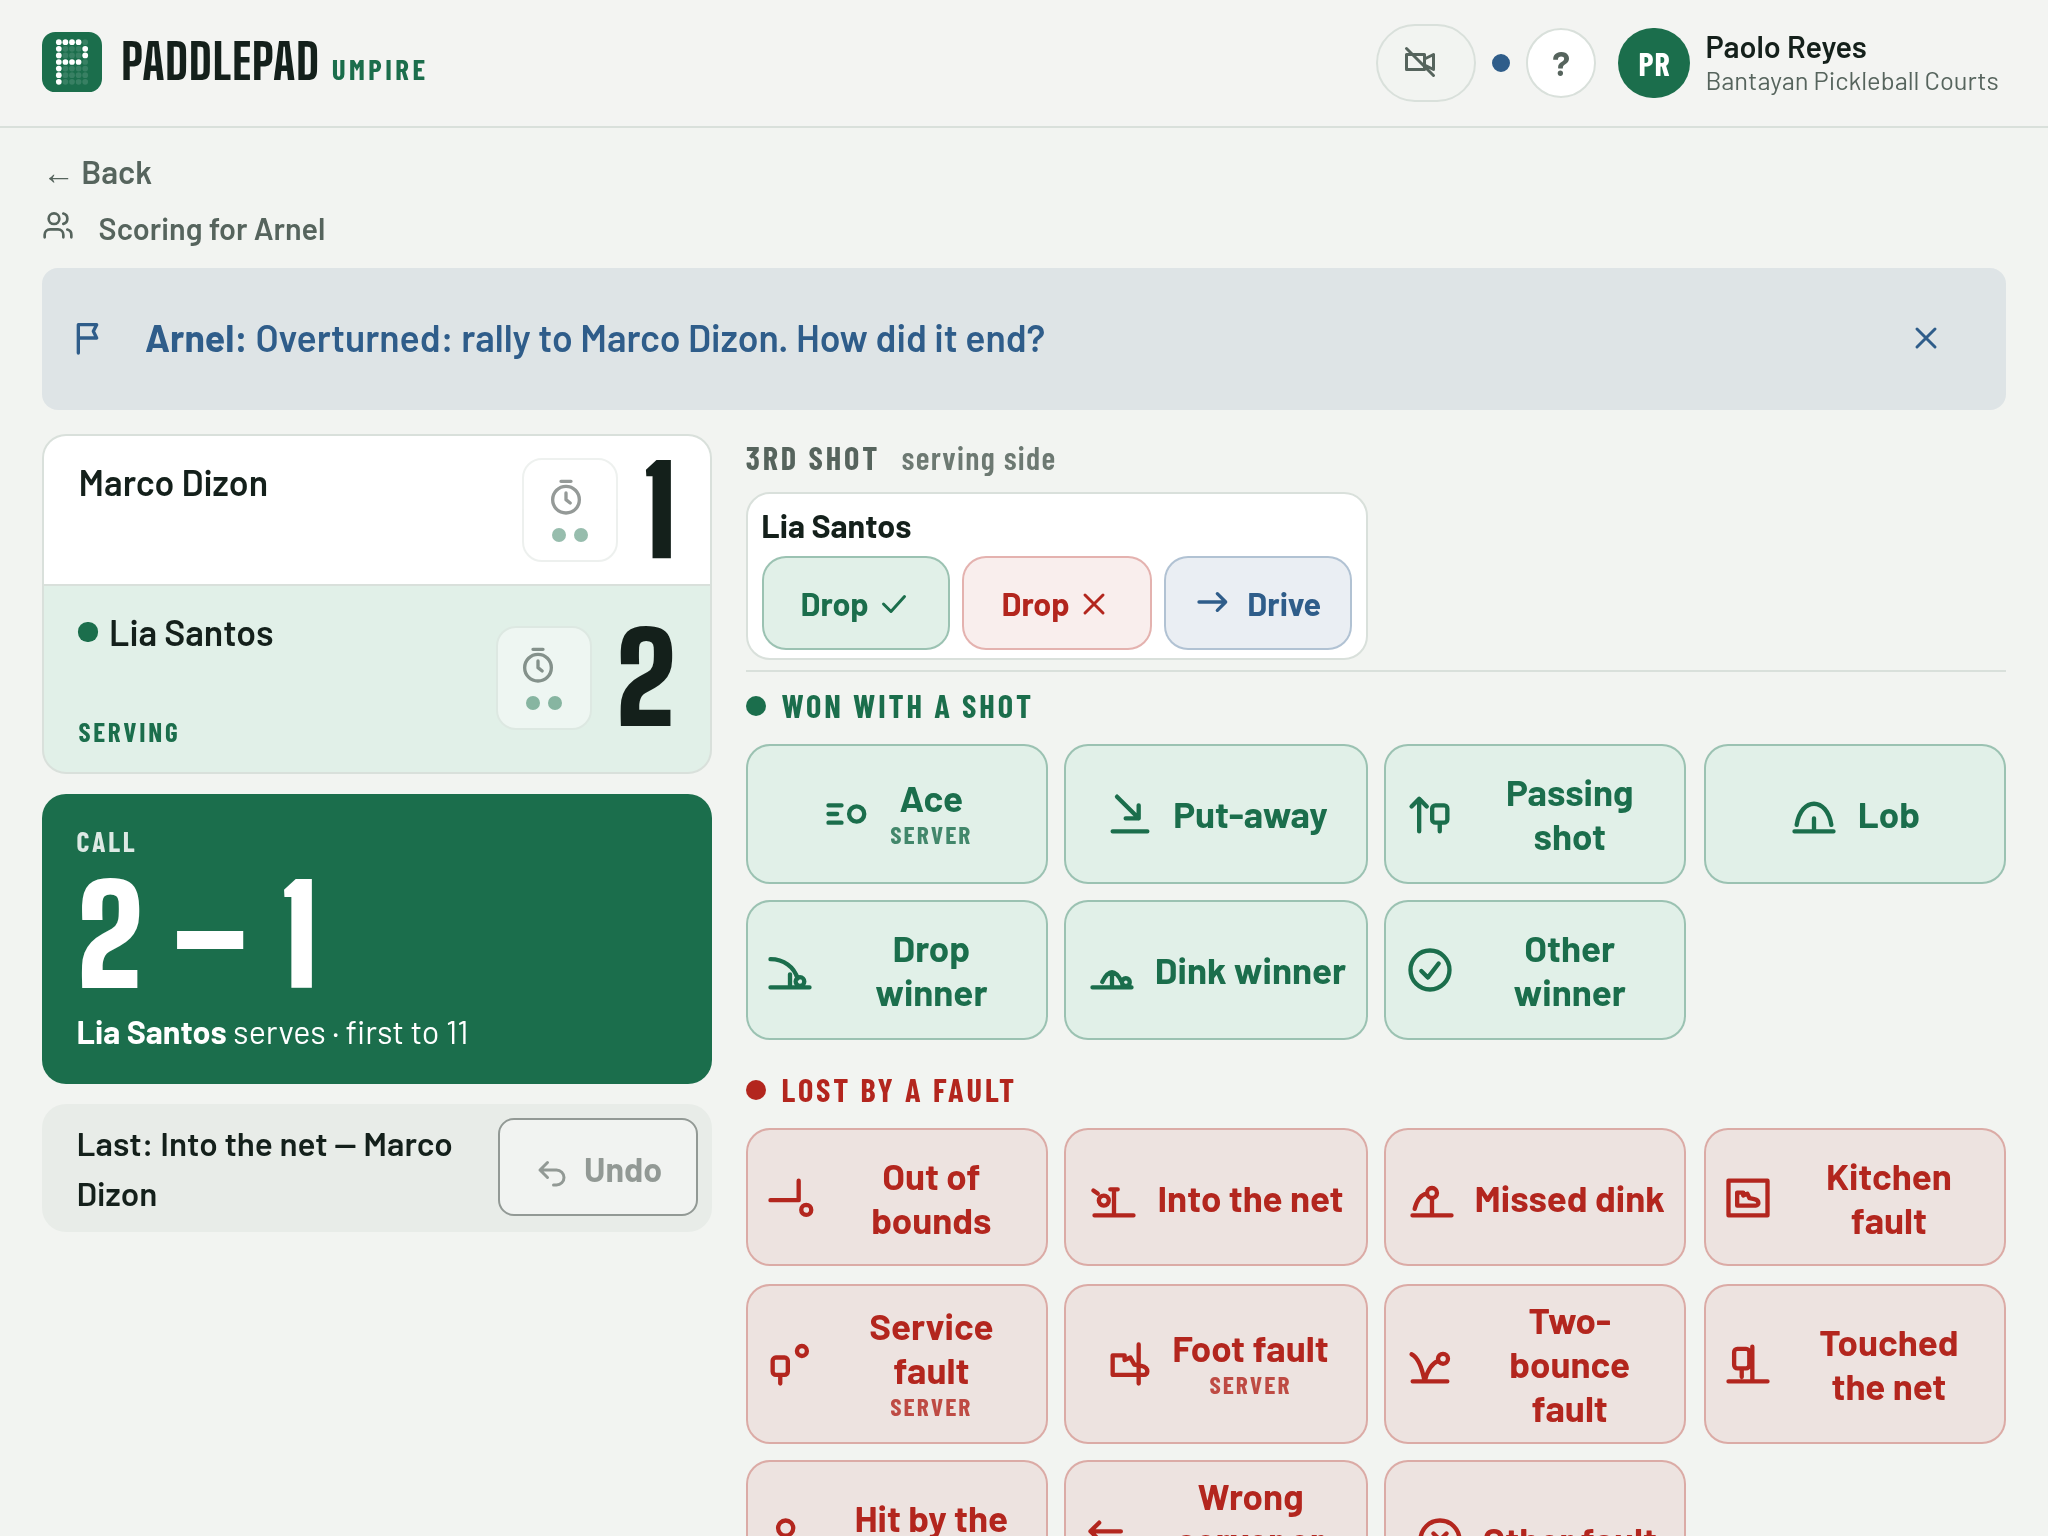 PADDLEPAD UMPIRE
?
PR
Paolo Reyes
Bantayan Pickleball Courts
← Back
Scoring for Arnel
Arnel: Overturned: rally to Marco Dizon. How did it end?
Marco Dizon
1
Lia Santos
2
SERVING
CALL
2 – 1
Lia Santos serves · first to 11
Last: Into the net — Marco
Dizon
Undo
3RD SHOT serving side
Lia Santos
Drop
Drop
Drive
WON WITH A SHOT
Ace
SERVER
Put-away
Passing
shot
Lob
Drop
winner
Dink winner
Other
winner
LOST BY A FAULT
Out of
bounds
Into the net
Missed dink
Kitchen
fault
Service
fault
SERVER
Foot fault
SERVER
Two-
bounce
fault
Touched
the net
Hit by the
Wrong
Other fault